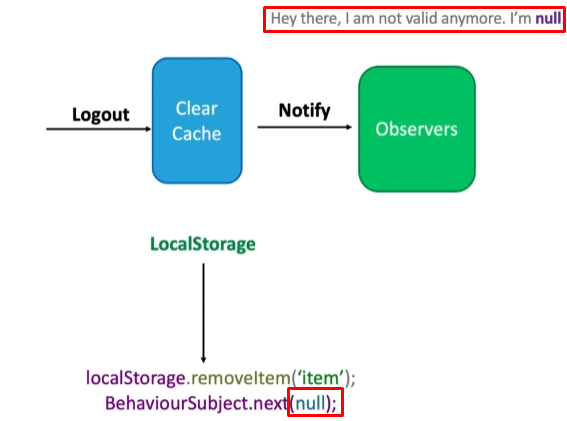 Hey there, I am not valid anymore. I'm null
Logout
Clear
Cache
Notify
Observers
LocalStorage
localStorage.removeItem(‘item’);
BehaviourSubject.next(null);